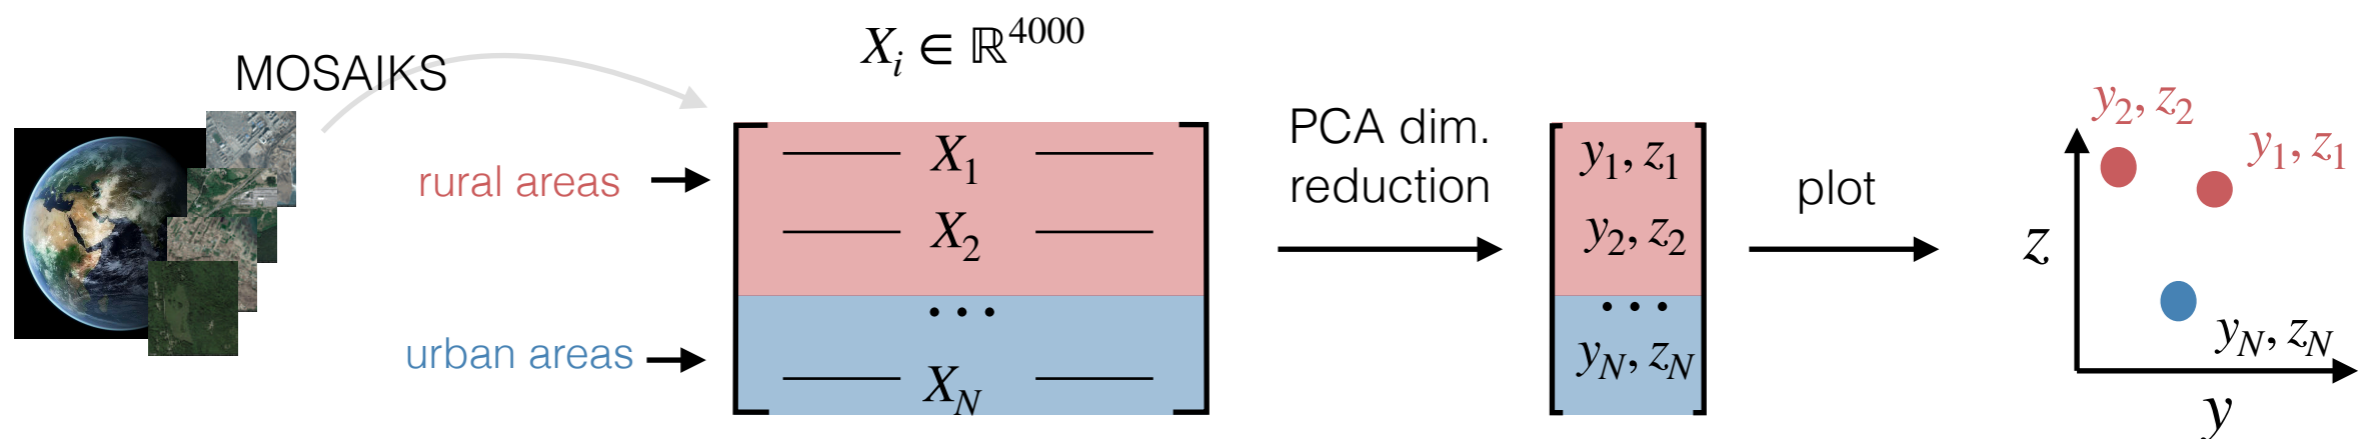 MOSAIKS
X_i ∈ ℝ^4000
rural areas
urban areas
X_1
X_2
...
X_N
PCA dim.
reduction
y_1, z_1
y_2, z_2
...
y_N, z_N
plot
y_2, z_2
y_1, z_1
z
y_N, z_N
y